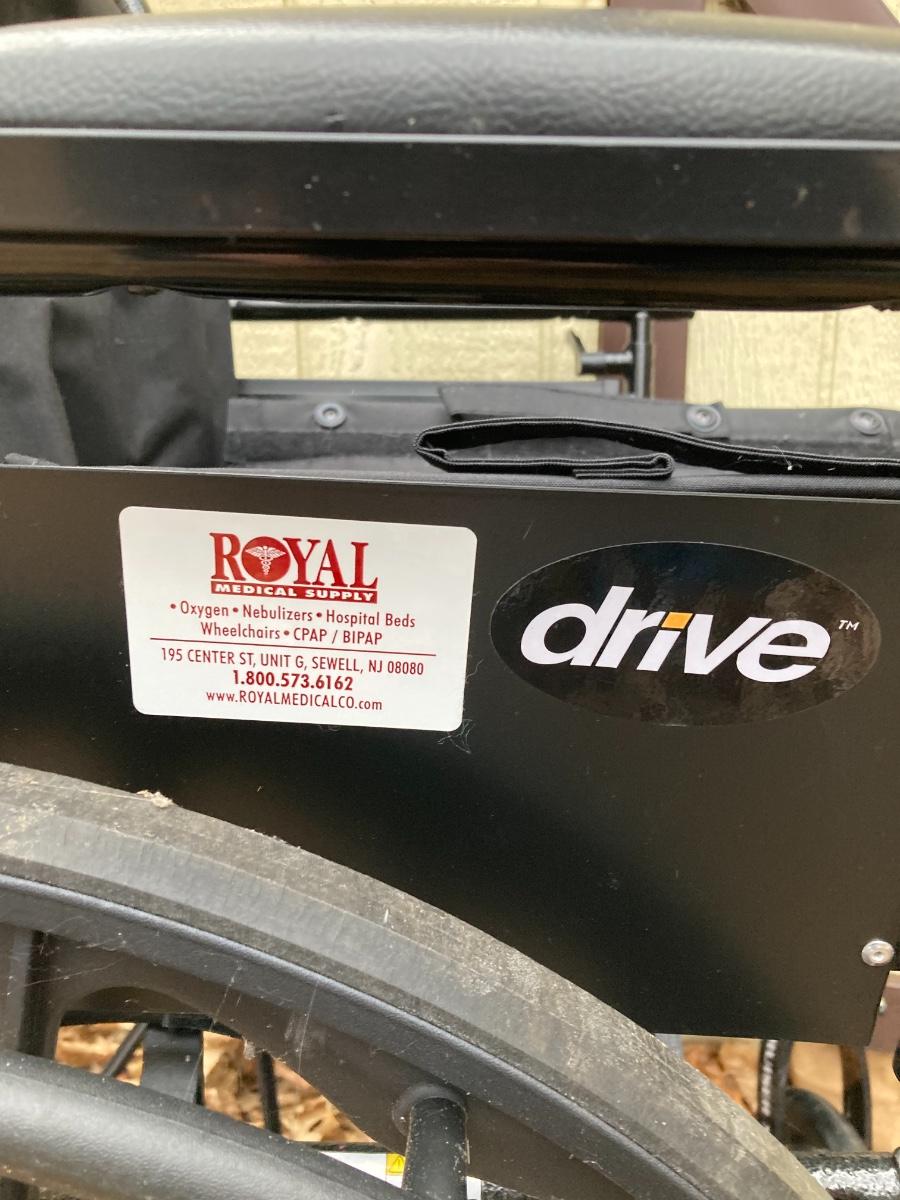 ROYAL
MEDICAL SUPPLY
• Oxygen • Nebulizers • Hospital Beds
Wheelchairs • CPAP / BIPAP
195 CENTER ST, UNIT G, SEWELL, NJ 08080
1.800.573.6162
www.ROYALMEDICALCO.com
drive™